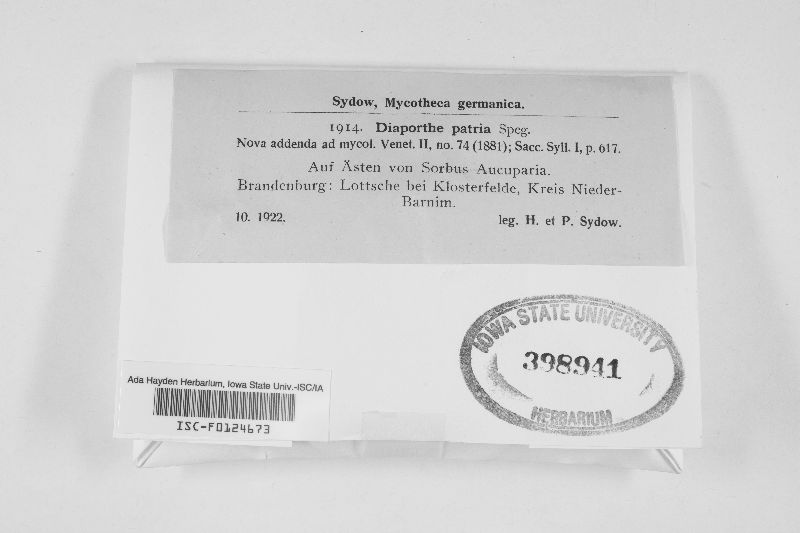 Sydow, Mycotheca germanica.
1914. Diaporthe patria Speg.
Nova addenda ad mycol. Venet. II, no. 74 (1881); Sacc. Syll. I, p. 617.
Auf Ästen von Sorbus Aucuparia.
Brandenburg: Lottsche bei Klosterfelde, Kreis Nieder-
Barnim.
10. 1922. leg. H. et P. Sydow.
IOWA STATE UNIVERSITY
398941
HERBARIUM
Ada Hayden Herbarium, Iowa State Univ.-ISC/IA
ISC-F0124673